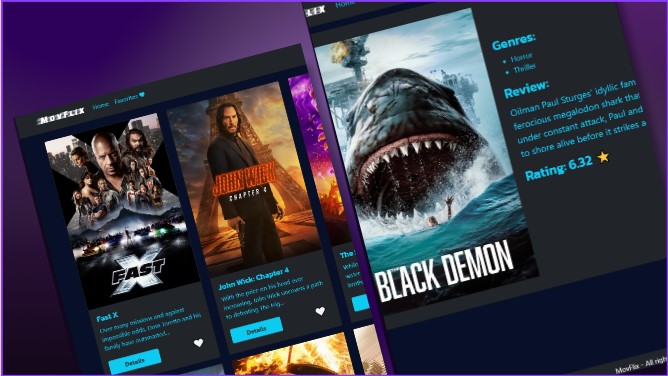 MOVFLIX
Home Favorites
FAST X
Fast X
Over many missions and against
impossible odds, Dom Toretto and his
family have outsmarted...
Details
JOHN WICK
CHAPTER 4
John Wick: Chapter 4
With the price on his head ever
increasing, John Wick uncovers a path
to defeating The Hig...
Details
The
Home
BLACK DEMON
Genres:
Horror
Thriller
Review:
Oilman Paul Sturges' idyllic fam
ferocious megalodon shark that
under constant attack, Paul and
to shore alive before it strikes a
Rating: 6.32
MovFlix - All righ